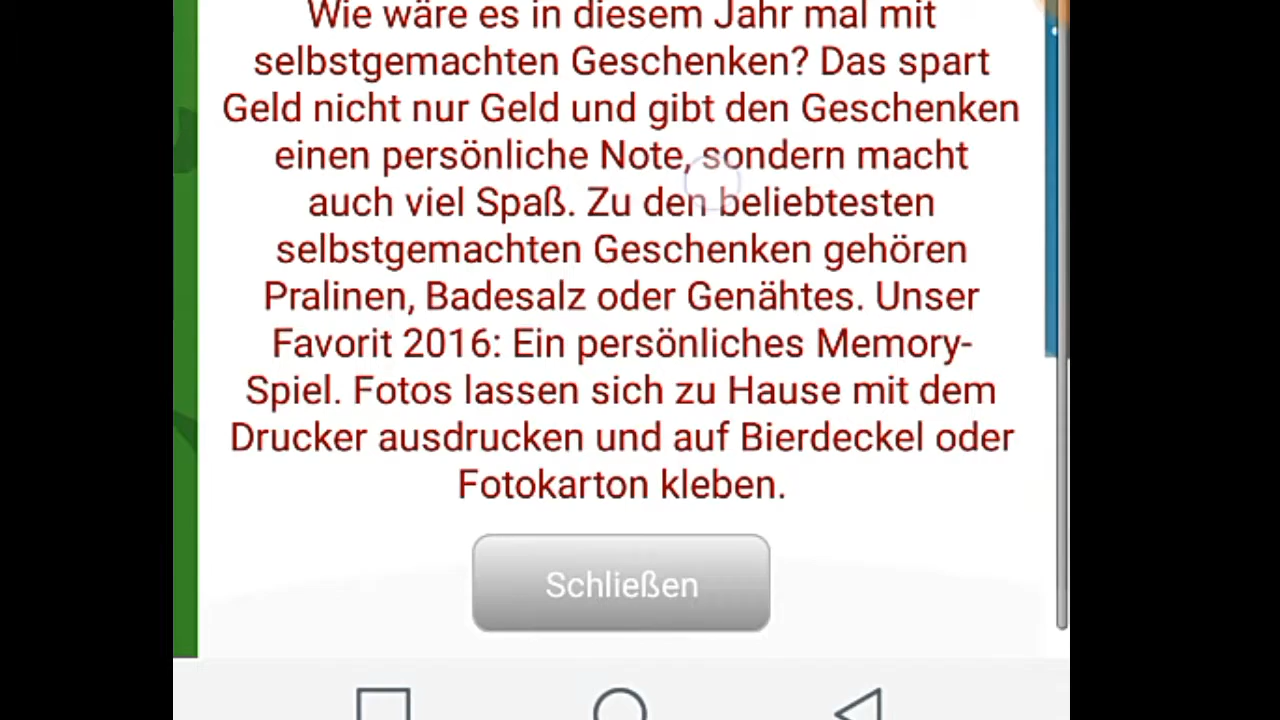 Wie wäre es in diesem Jahr mal mit
selbstgemachten Geschenken? Das spart
Geld nicht nur Geld und gibt den Geschenken
einen persönliche Note, sondern macht
auch viel Spaß. Zu den beliebtesten
selbstgemachten Geschenken gehören
Pralinen, Badesalz oder Genähtes. Unser
Favorit 2016: Ein persönliches Memory-
Spiel. Fotos lassen sich zu Hause mit dem
Drucker ausdrucken und auf Bierdeckel oder
Fotokarton kleben.
Schließen